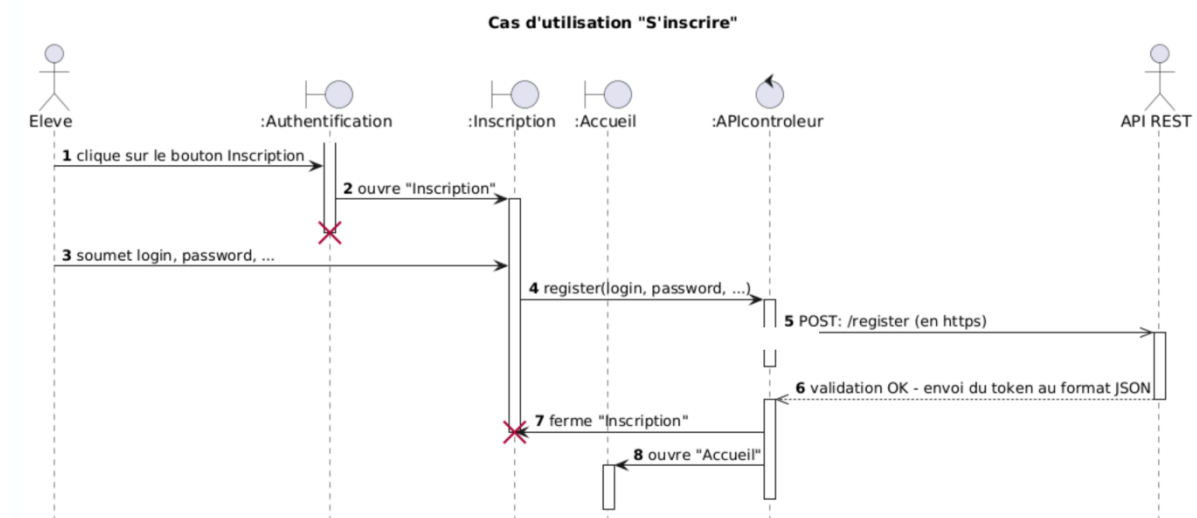 Cas d'utilisation "S'inscrire"
Eleve
:Authentification
:Inscription
:Accueil
:APIcontroleur
API REST
1 clique sur le bouton Inscription
2 ouvre "Inscription"
3 soumet login, password, ...
4 register(login, password, ...)
5 POST: /register (en https)
6 validation OK - envoi du token au format JSON
7 ferme "Inscription"
8 ouvre "Accueil"